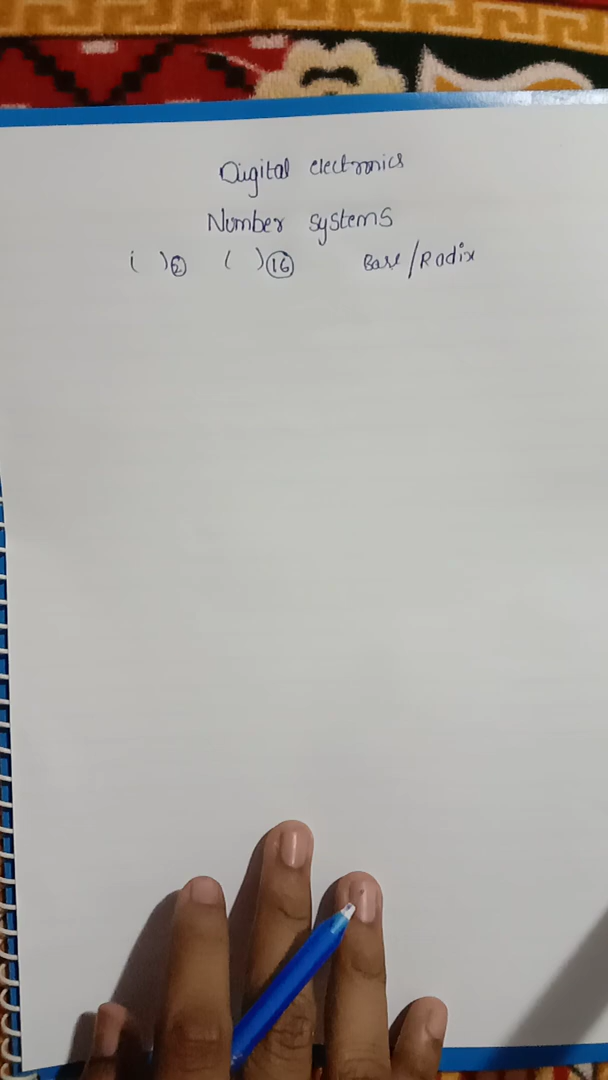 Digital electronics
Number systems
( )2 ( )16 Base/Radix